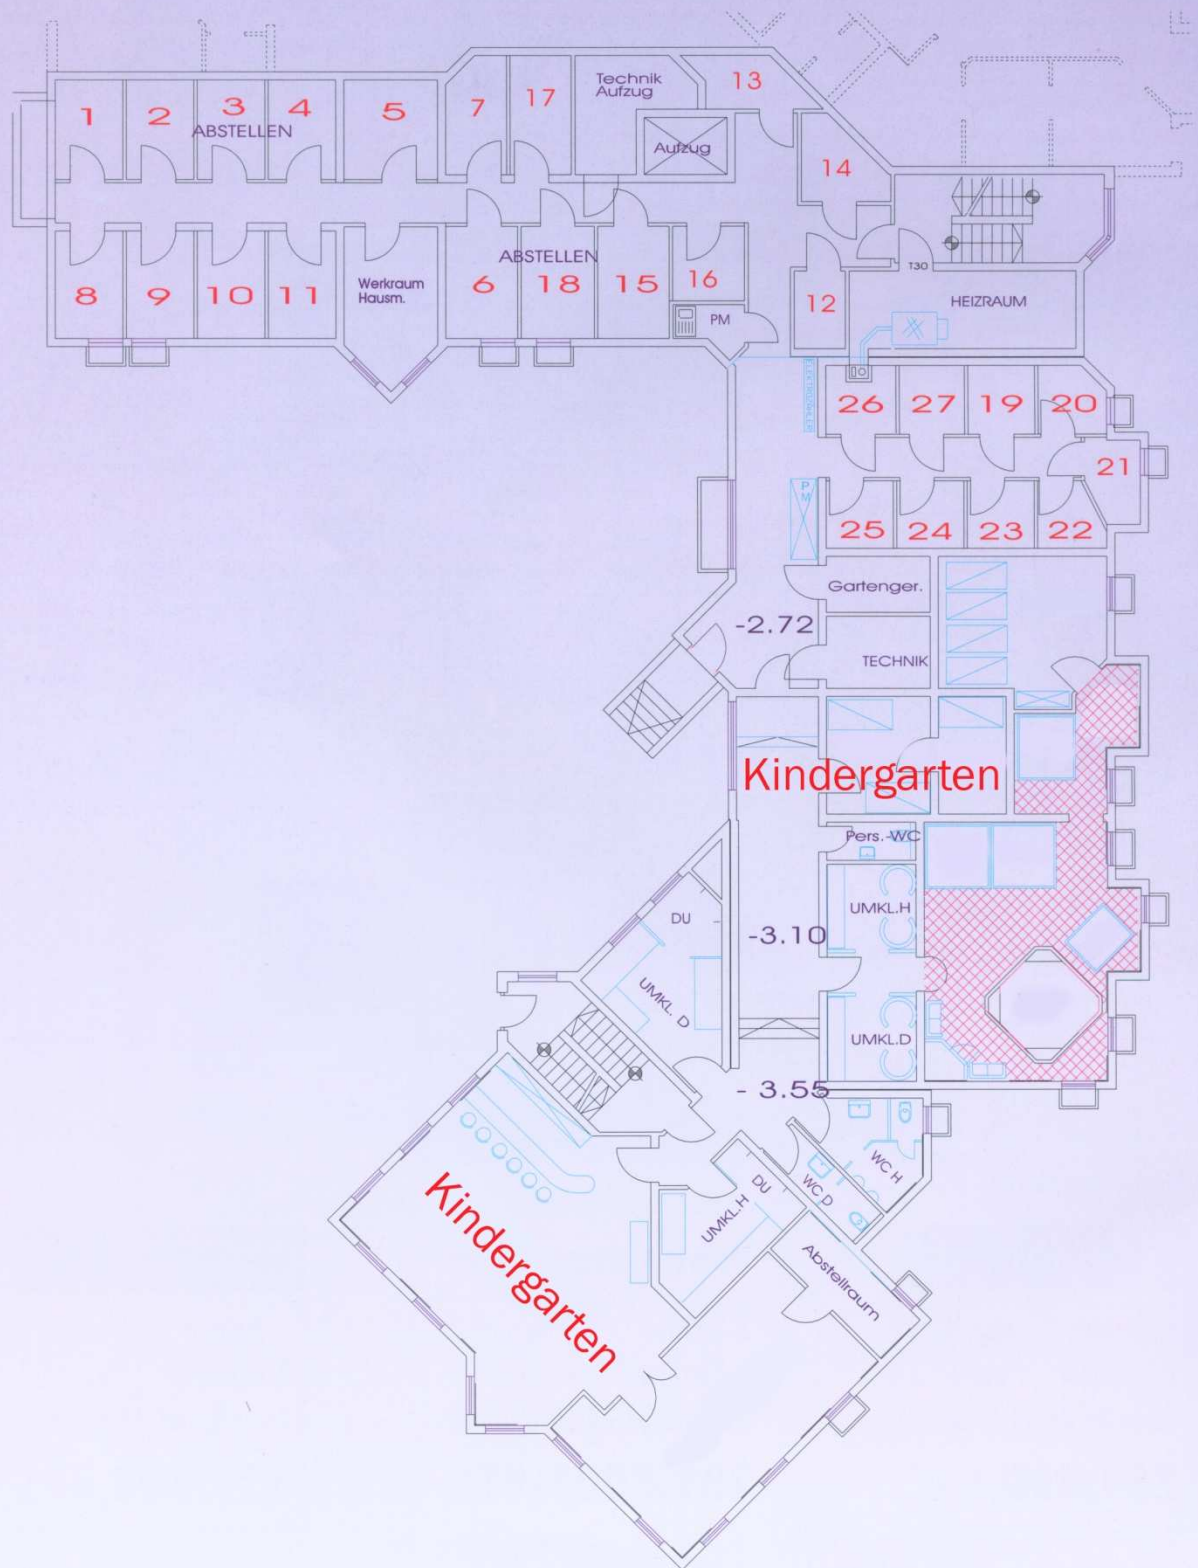 1
2
3
4
5
7
17
Technik
Aufzug
13
ABSTELLEN
Aufzug
14
T30
8
9
10
11
Werkraum
Hausm.
ABSTELLEN
6
18
15
16
12
HEIZRAUM
PM
26
27
19
20
21
PM
25
24
23
22
Gartenger.
-2.72
TECHNIK
Kindergarten
Pers.-WC
DU
UMKL.H
-3.10
UMKL. D
UMKL.D
- 3.55
WC H
WC D
DU
UMKL.H
Kindergarten
Abstellraum